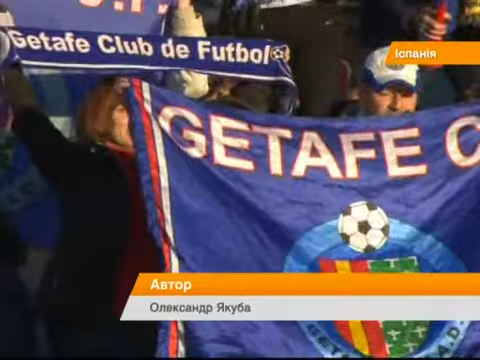 Getafe Club de Futbol
Іспанія
GETAFE C
Автор
Олександр Якуба